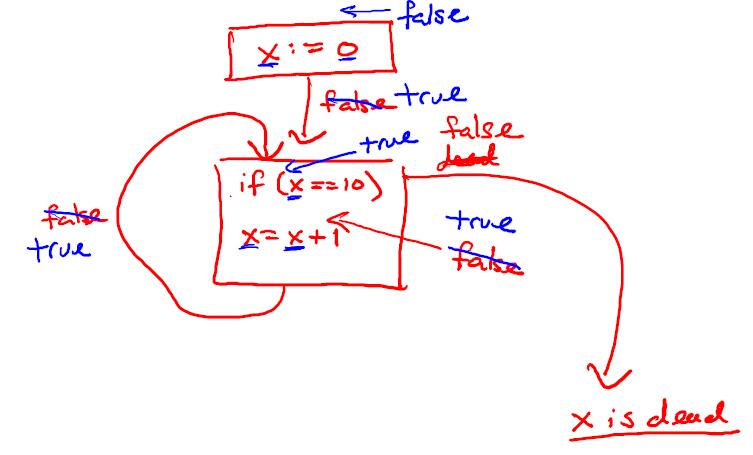 false
x := 0
false true
true
false
dead
if (x==10)
false
true
x = x+1
true
false
x is dead